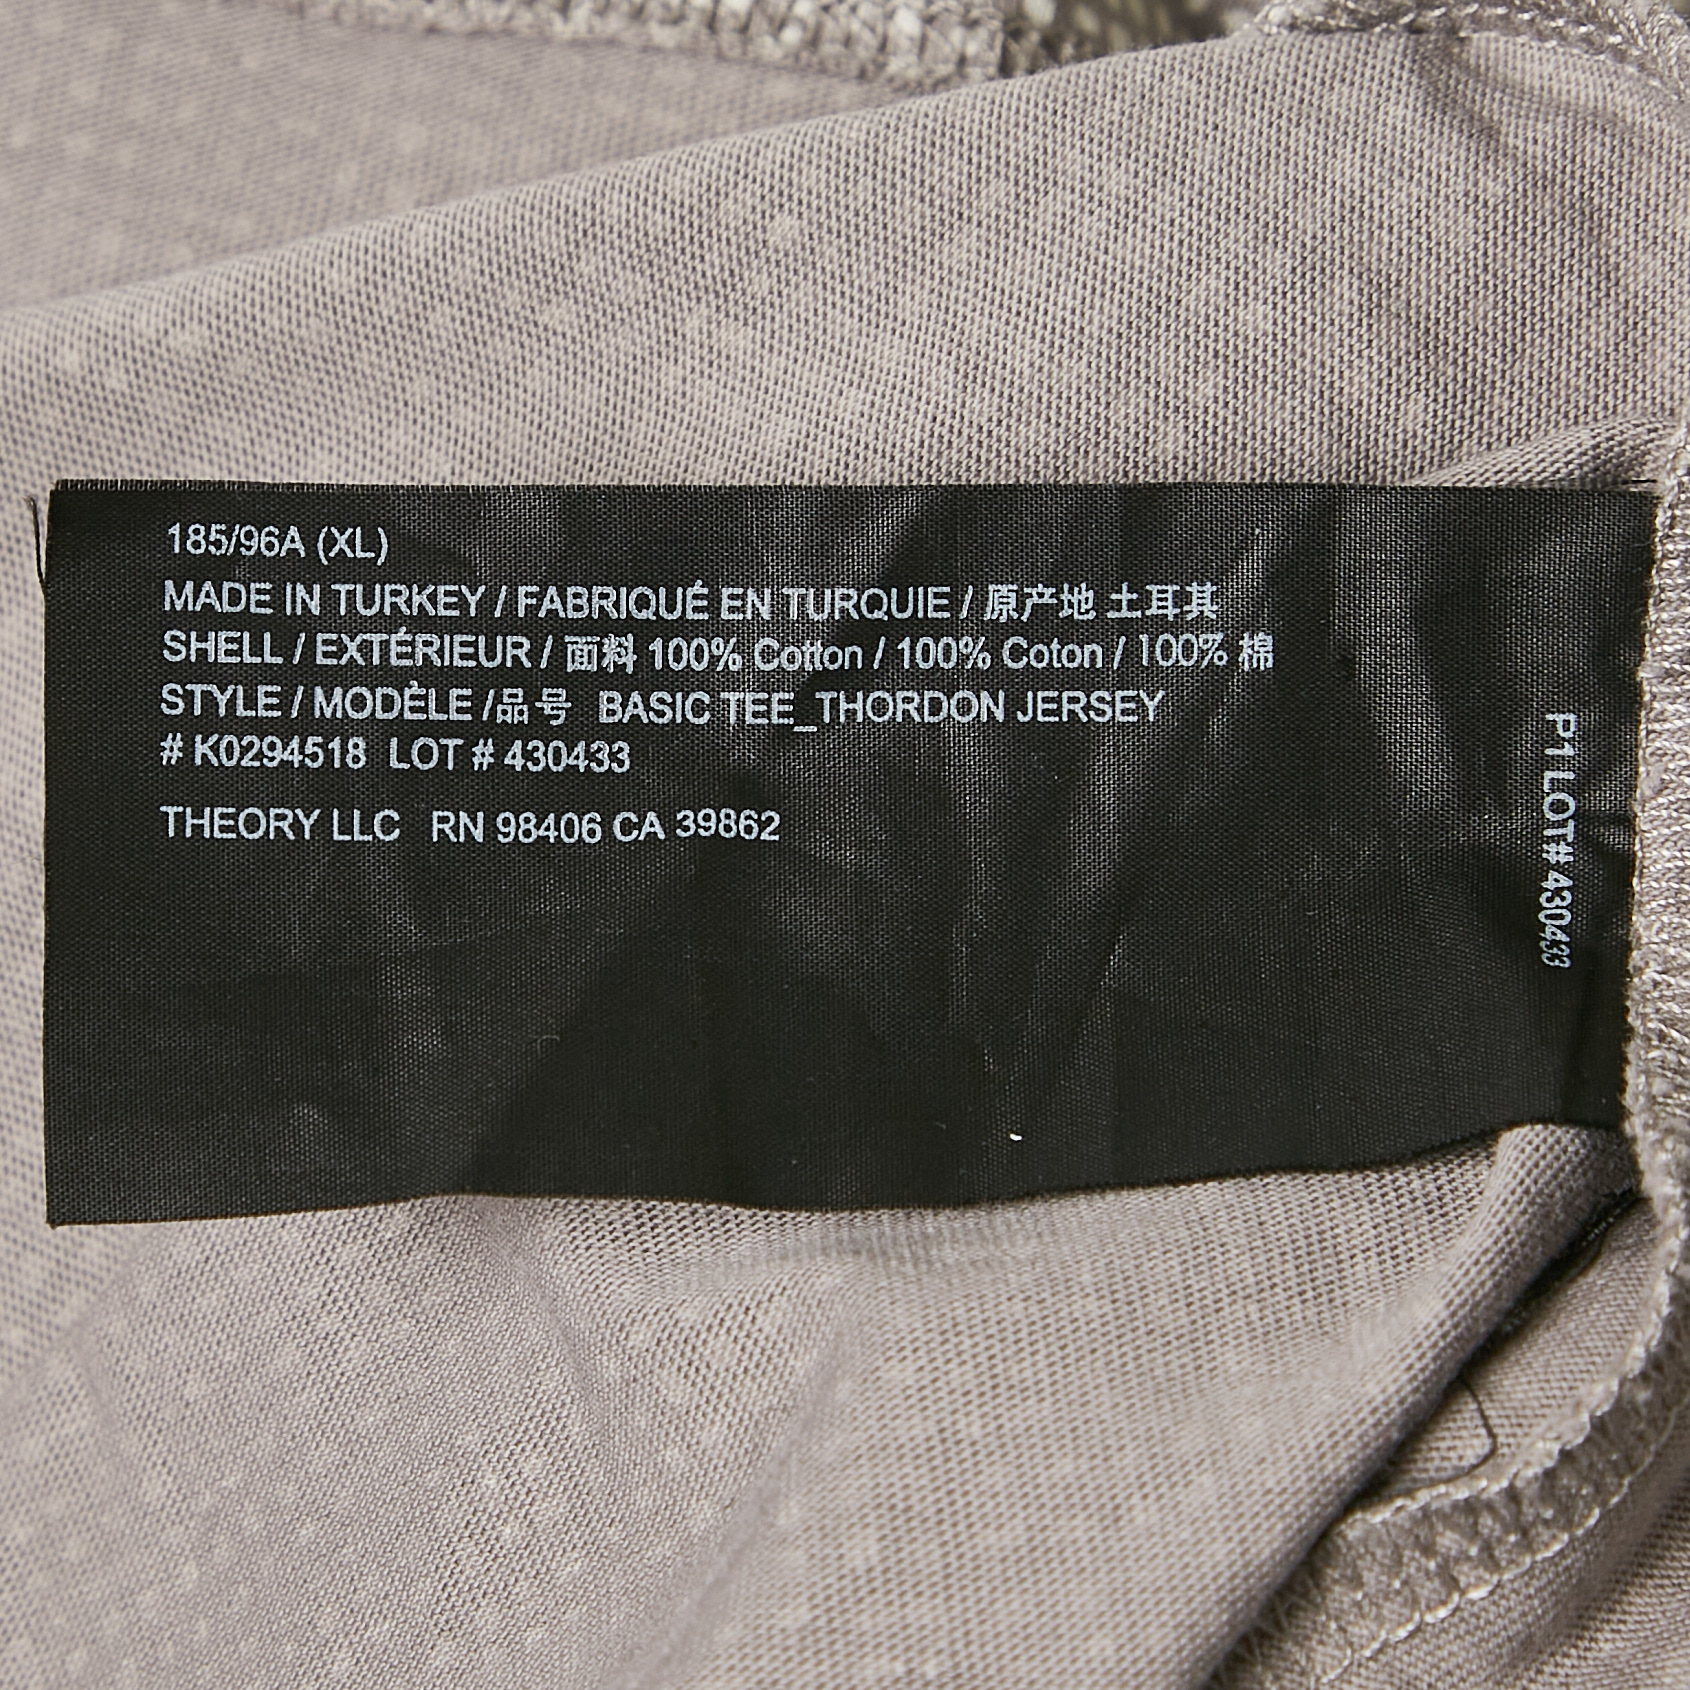 185/96A (XL)
MADE IN TURKEY / FABRIQUÉ EN TURQUIE / 原产地 土耳其
SHELL / EXTÉRIEUR / 面料 100% Cotton / 100% Coton / 100% 棉
STYLE / MODÈLE /品号 BASIC TEE_THORDON JERSEY
# K0294518 LOT # 430433
THEORY LLC RN 98406 CA 39862
P1 LOT# 430433